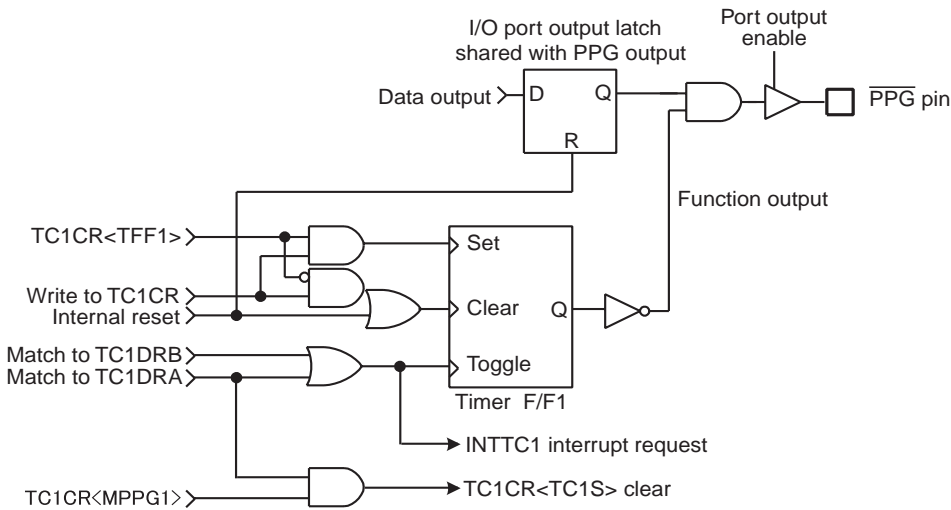 I/O port output latch
shared with PPG output
Port output
enable
Data output
D
Q
R
PPG pin
Function output
TC1CR<TFF1>
Set
Write to TC1CR
Internal reset
Clear
Q
Match to TC1DRB
Match to TC1DRA
Toggle
Timer F/F1
INTTC1 interrupt request
TC1CR<TC1S> clear
TC1CR<MPPG1>